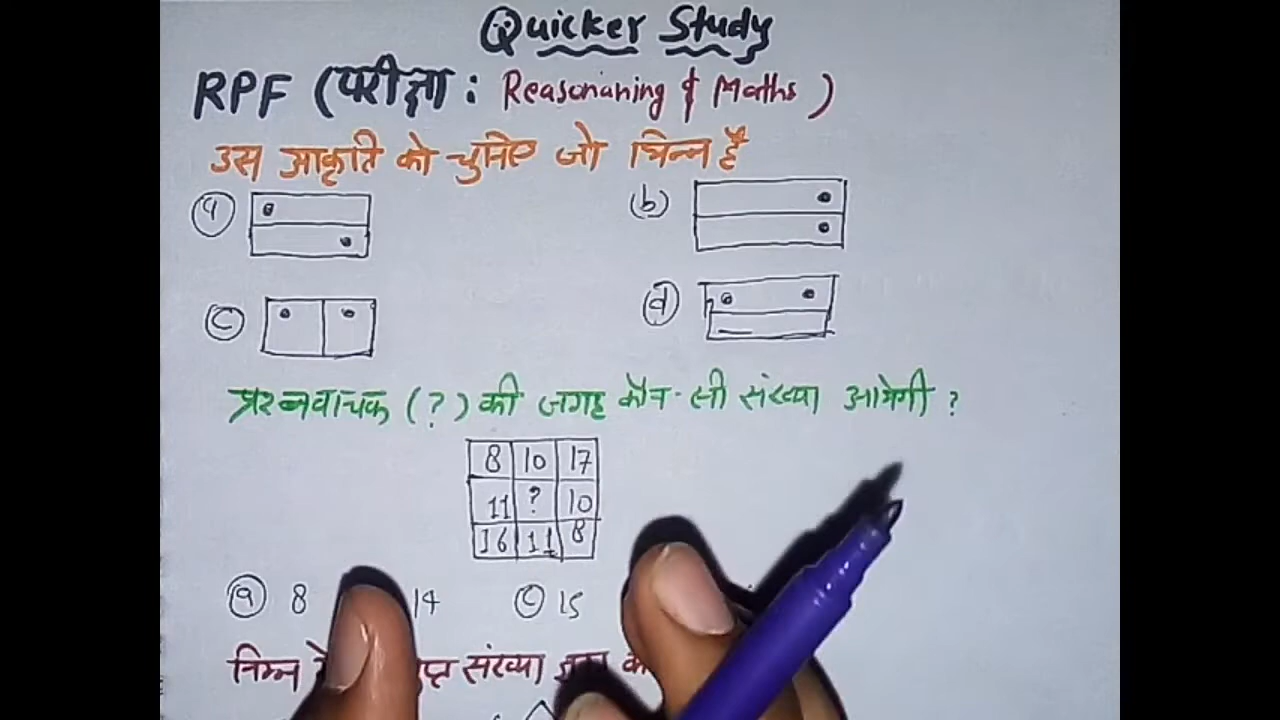 Quicker Study
RPF (परीक्षा : Reasonaning & Maths )
उस आकृति को चुनिए जो भिन्न है
(a) (b)
(c) (d)
प्रश्नवाचक (?) की जगह कौन-सी संख्या आयेगी ?
8 10 17
11 ? 10
16 11 8
(a) 8 14 (c) 15
निम्न संख्या